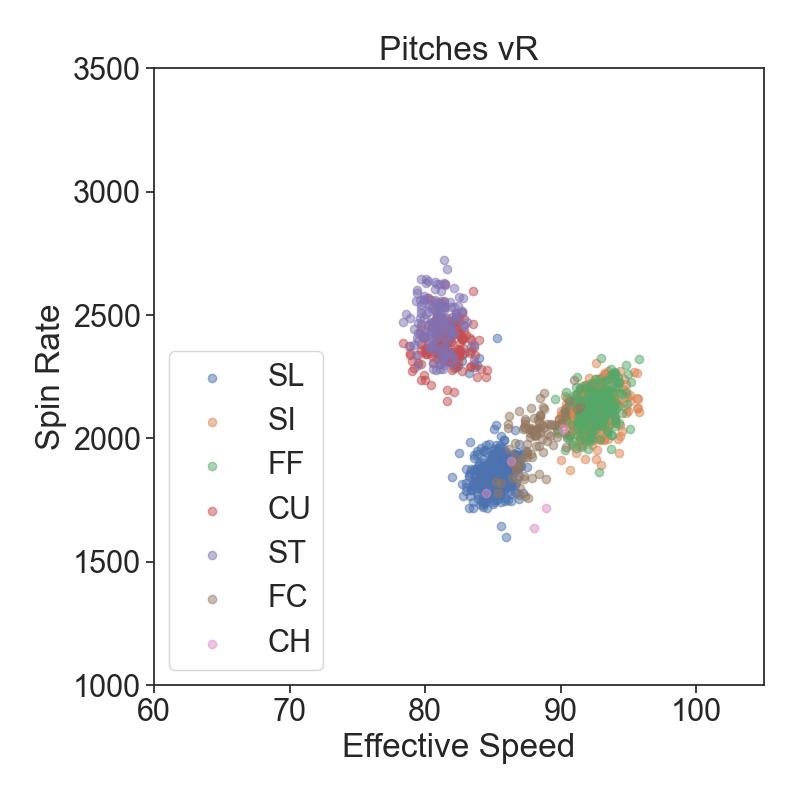 Pitches vR
3500
3000
2500
2000
1500
1000
Spin Rate
SL
SI
FF
CU
ST
FC
CH
60 70 80 90 100
Effective Speed